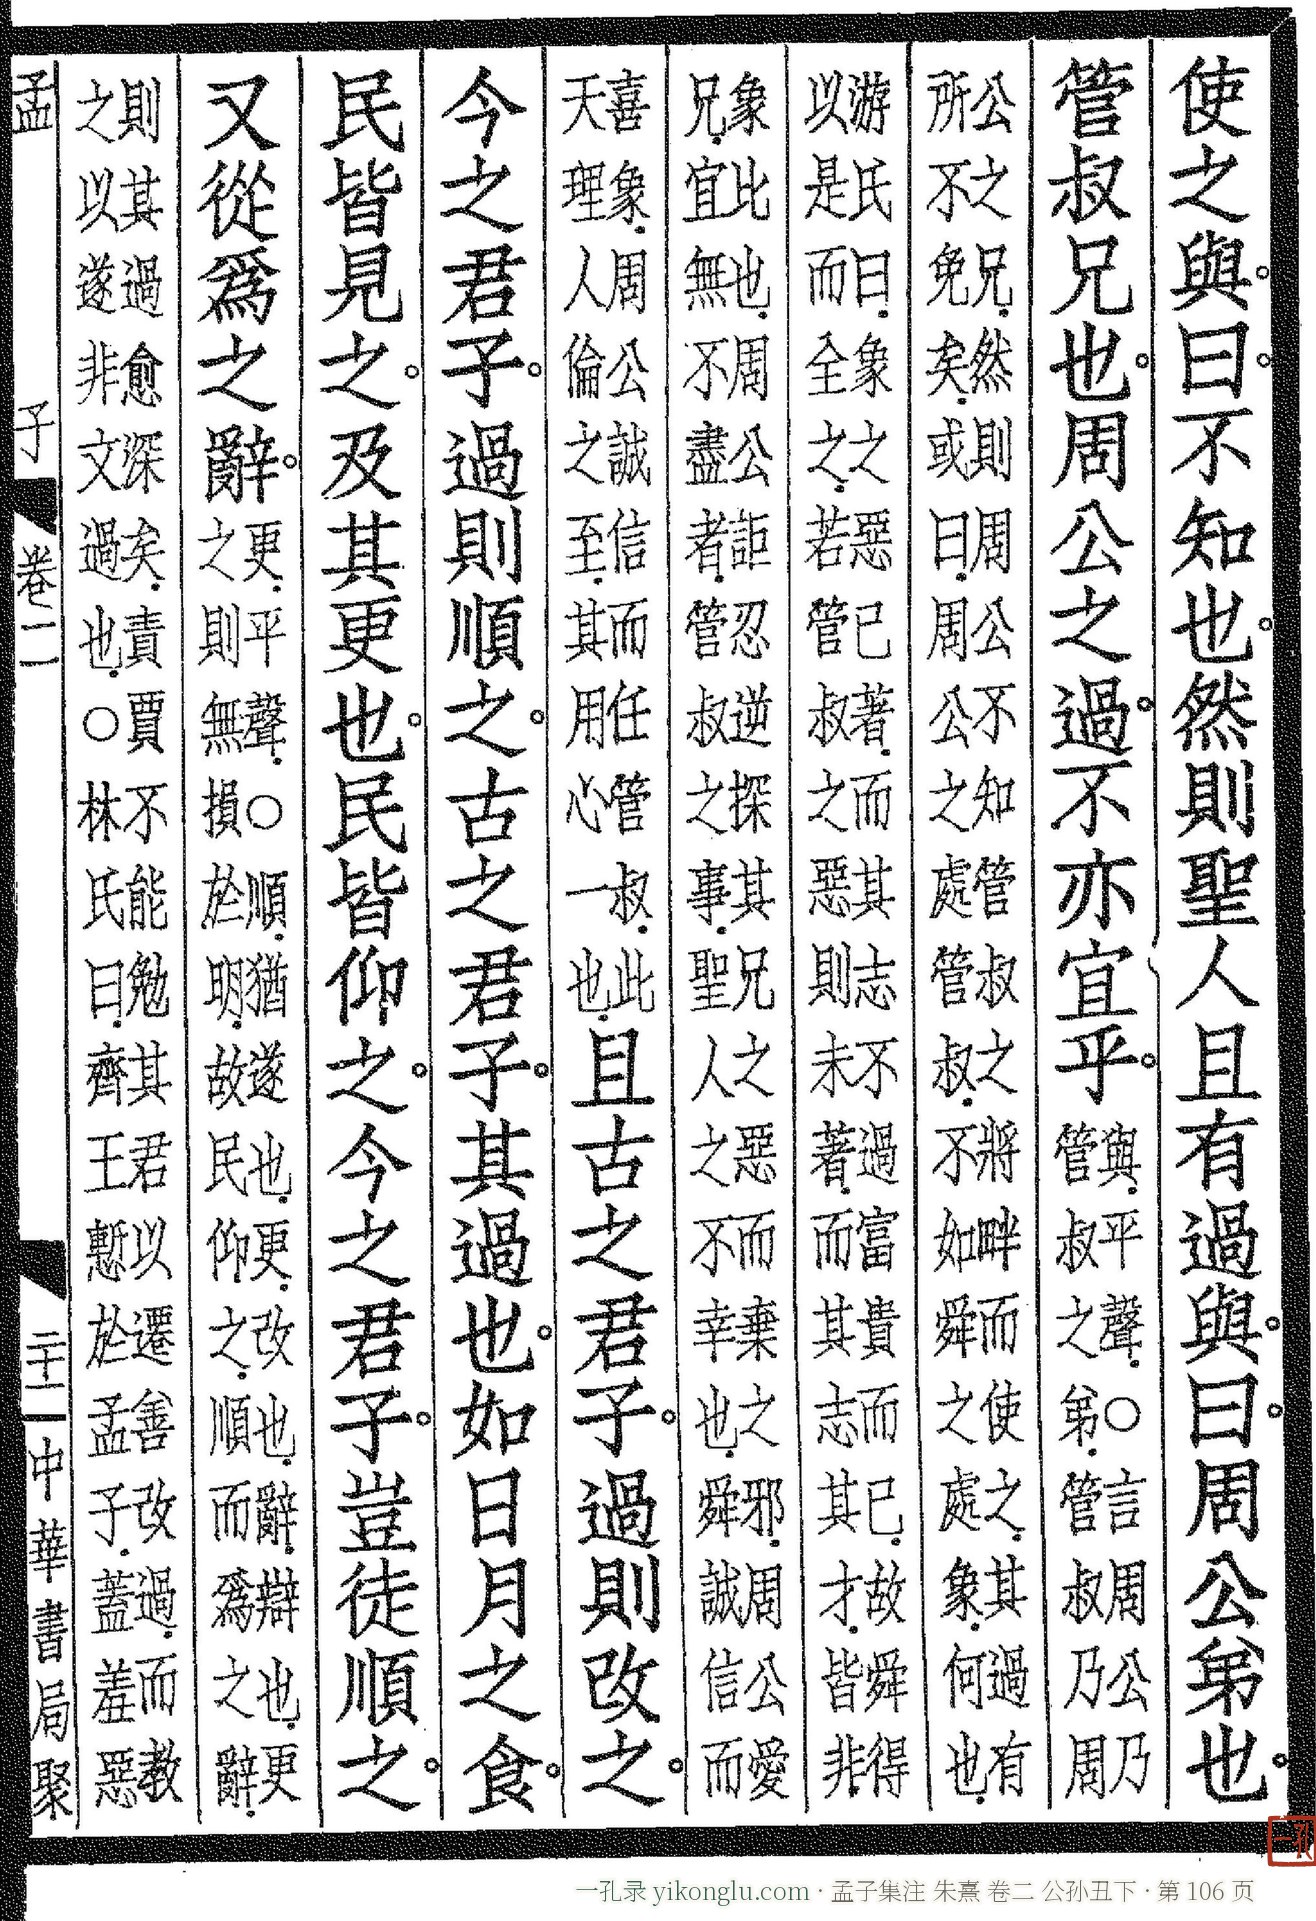 使之與。曰。不知也。然則聖人且有過與。曰。周公弟也。
管叔兄也。周公之過。不亦宜乎。與。平聲。○言周公乃管叔之弟。管叔乃周
公之兄。然則周公不知管叔之將畔而使之。其過有
所不免矣。或曰。周公之處管叔。不如舜之處象。何也。
游氏曰。象之惡已著。而其志不過富貴而已。故舜得
以是而全之。若管叔之惡則未著。而其志其才。皆非
象比也。周公詎忍逆探其兄之惡而棄之邪。周公愛
兄。宜無不盡者。管叔之事。聖人之不幸也。舜誠信而
喜象。周公誠信而任管叔。此天理人倫之至。其用心一也。且古之君子。過則改之。
今之君子。過則順之。古之君子。其過也。如日月之食。
民皆見之。及其更也。民皆仰之。今之君子。豈徒順之。
又從爲之辭。更。平聲。○順。猶遂也。更。改也。辭。辯也。更之則無損於明。故民仰之。順而爲之辭。
則其過愈深矣。責賈不能勉其君以遷善改過。而教
之以遂非文過也。○林氏曰。齊王慙於孟子。蓋羞惡
孟子 卷二 二十二 中華書局聚
一孔
一孔录 yikonglu.com · 孟子集注 朱熹 卷二 公孙丑下 · 第 106 页